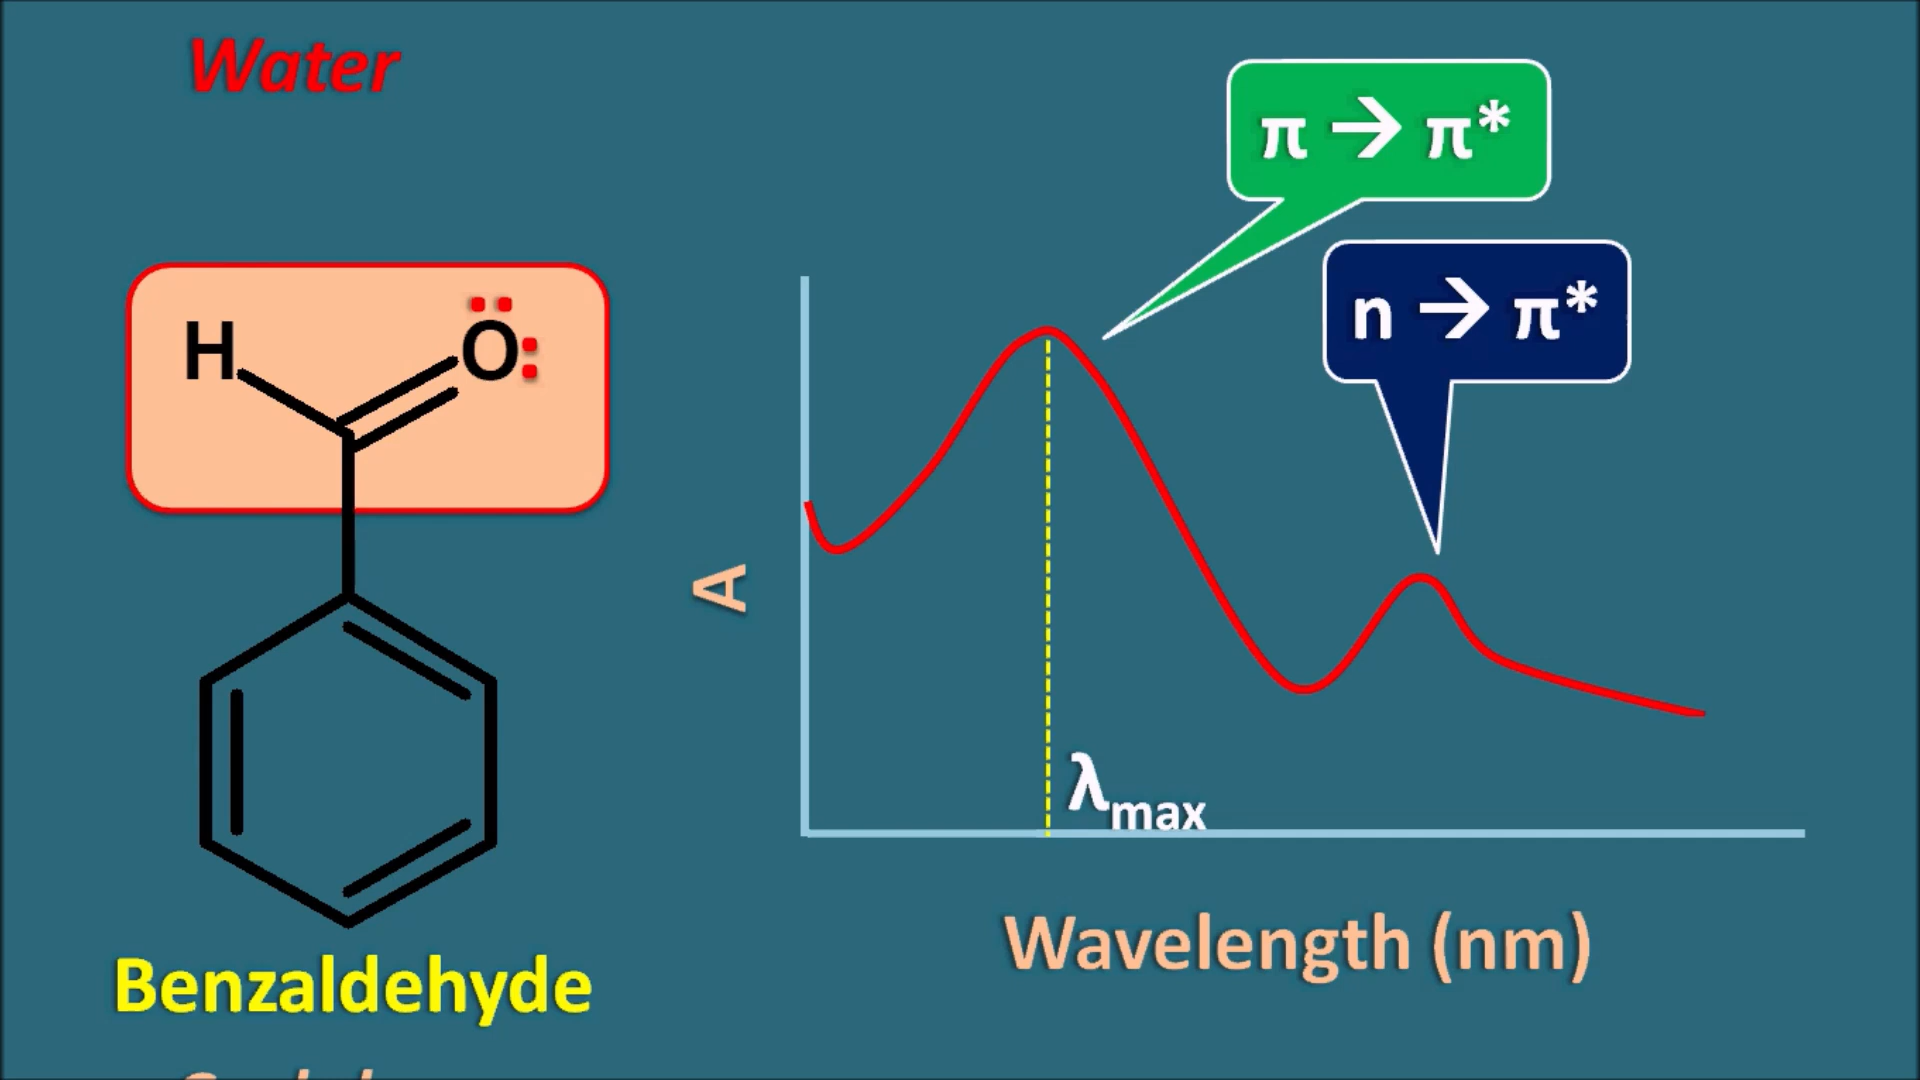 Water
π → π*
n → π*
H
O
A
λmax
Wavelength (nm)
Benzaldehyde